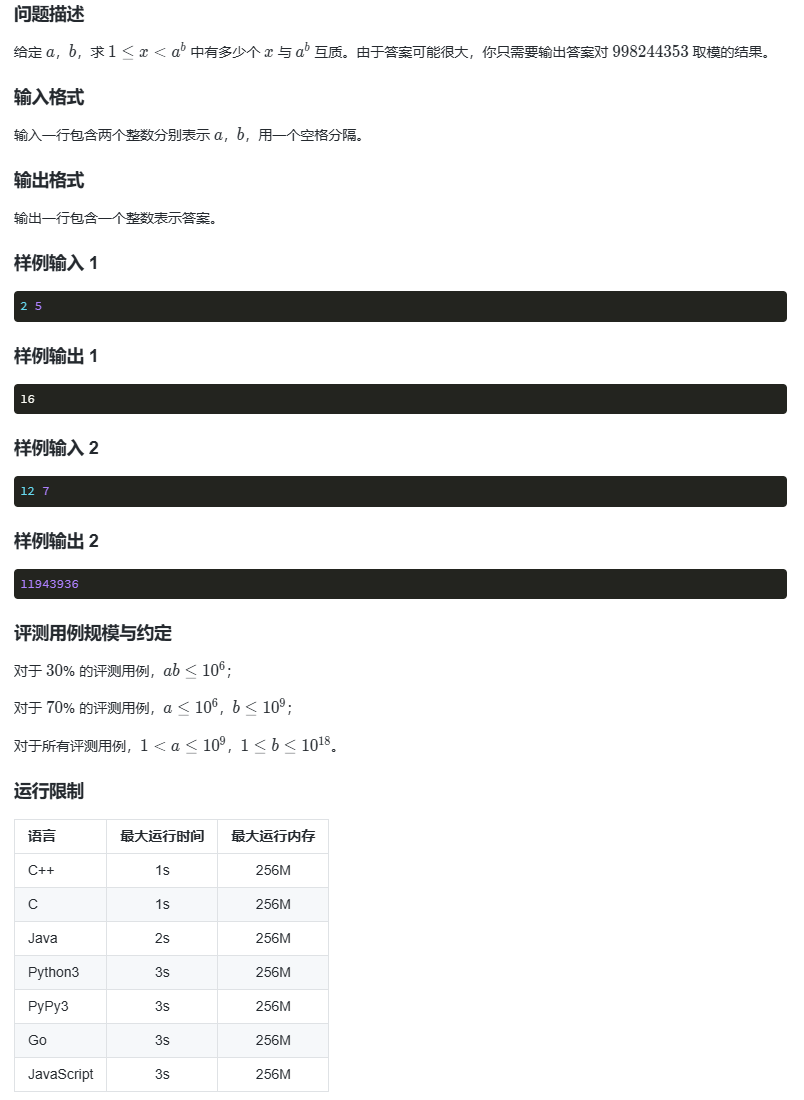 问题描述
给定 a，b，求 1 ≤ x < a^b 中有多少个 x 与 a^b 互质。由于答案可能很大，你只需要输出答案对 998244353 取模的结果。
输入格式
输入一行包含两个整数分别表示 a，b，用一个空格分隔。
输出格式
输出一行包含一个整数表示答案。
样例输入 1
2 5
样例输出 1
16
样例输入 2
12 7
样例输出 2
11943936
评测用例规模与约定
对于 30% 的评测用例，ab ≤ 10^6；
对于 70% 的评测用例，a ≤ 10^6，b ≤ 10^9；
对于所有评测用例，1 < a ≤ 10^9，1 ≤ b ≤ 10^18。
运行限制
语言 最大运行时间 最大运行内存
C++ 1s 256M
C 1s 256M
Java 2s 256M
Python3 3s 256M
PyPy3 3s 256M
Go 3s 256M
JavaScript 3s 256M